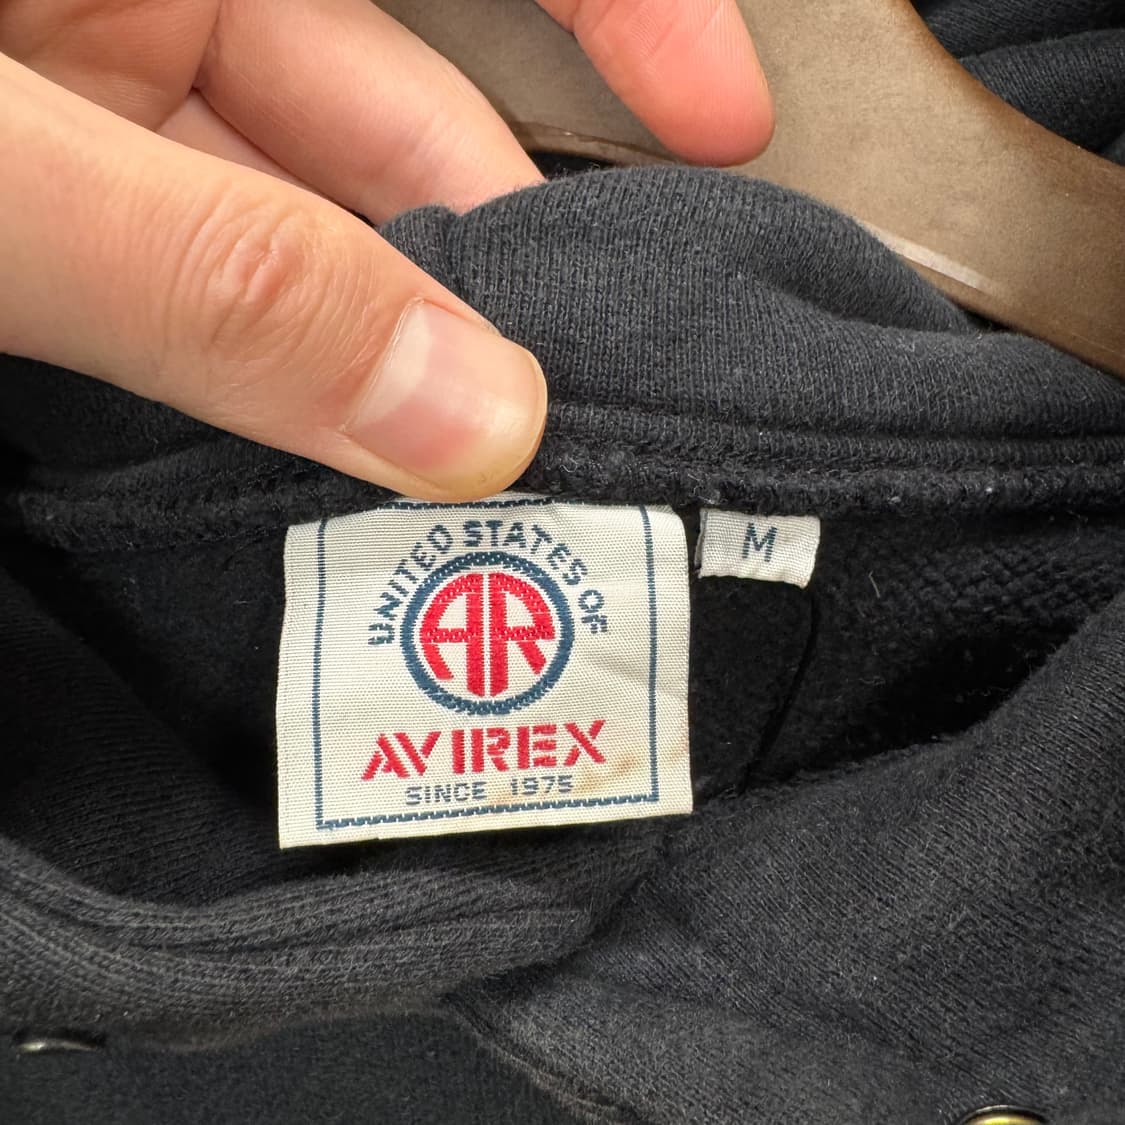 UNITED STATES OF
AR
AVIREX
SINCE 1975
M